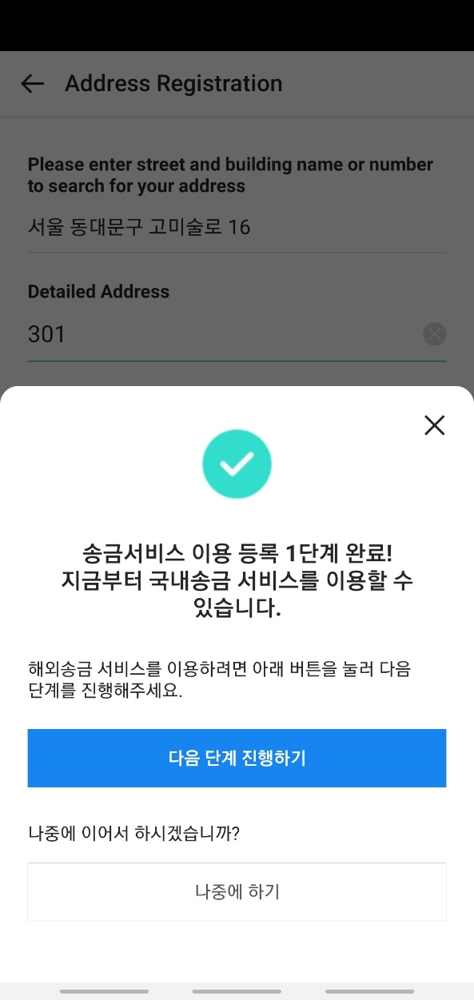 Address Registration
Please enter street and building name or number
to search for your address
서울 동대문구 고미술로 16
Detailed Address
301
송금서비스 이용 등록 1단계 완료!
지금부터 국내송금 서비스를 이용할 수
있습니다.
해외송금 서비스를 이용하려면 아래 버튼을 눌러 다음
단계를 진행해주세요.
다음 단계 진행하기
나중에 이어서 하시겠습니까?
나중에 하기